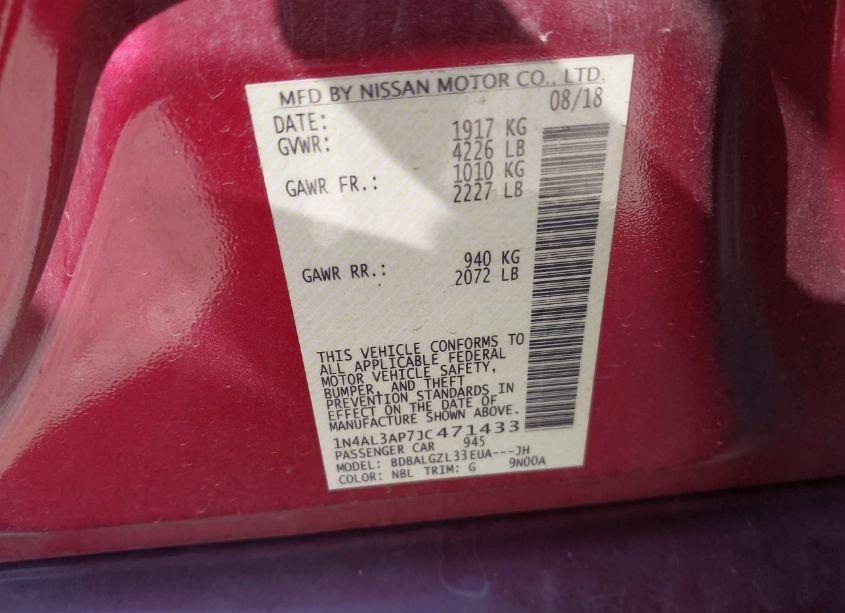 MFD BY NISSAN MOTOR CO., LTD.
DATE: 08/18
GVWR: 1917 KG
4226 LB
GAWR FR.: 1010 KG
2227 LB
GAWR RR.: 940 KG
2072 LB
THIS VEHICLE CONFORMS TO
ALL APPLICABLE FEDERAL
MOTOR VEHICLE SAFETY,
BUMPER, AND THEFT
PREVENTION STANDARDS IN
EFFECT ON THE DATE OF
MANUFACTURE SHOWN ABOVE.
1N4AL3AP7JC471433
PASSENGER CAR 945
MODEL: BDBALGZL33EUA---JH
COLOR: NBL TRIM: G 9N00A